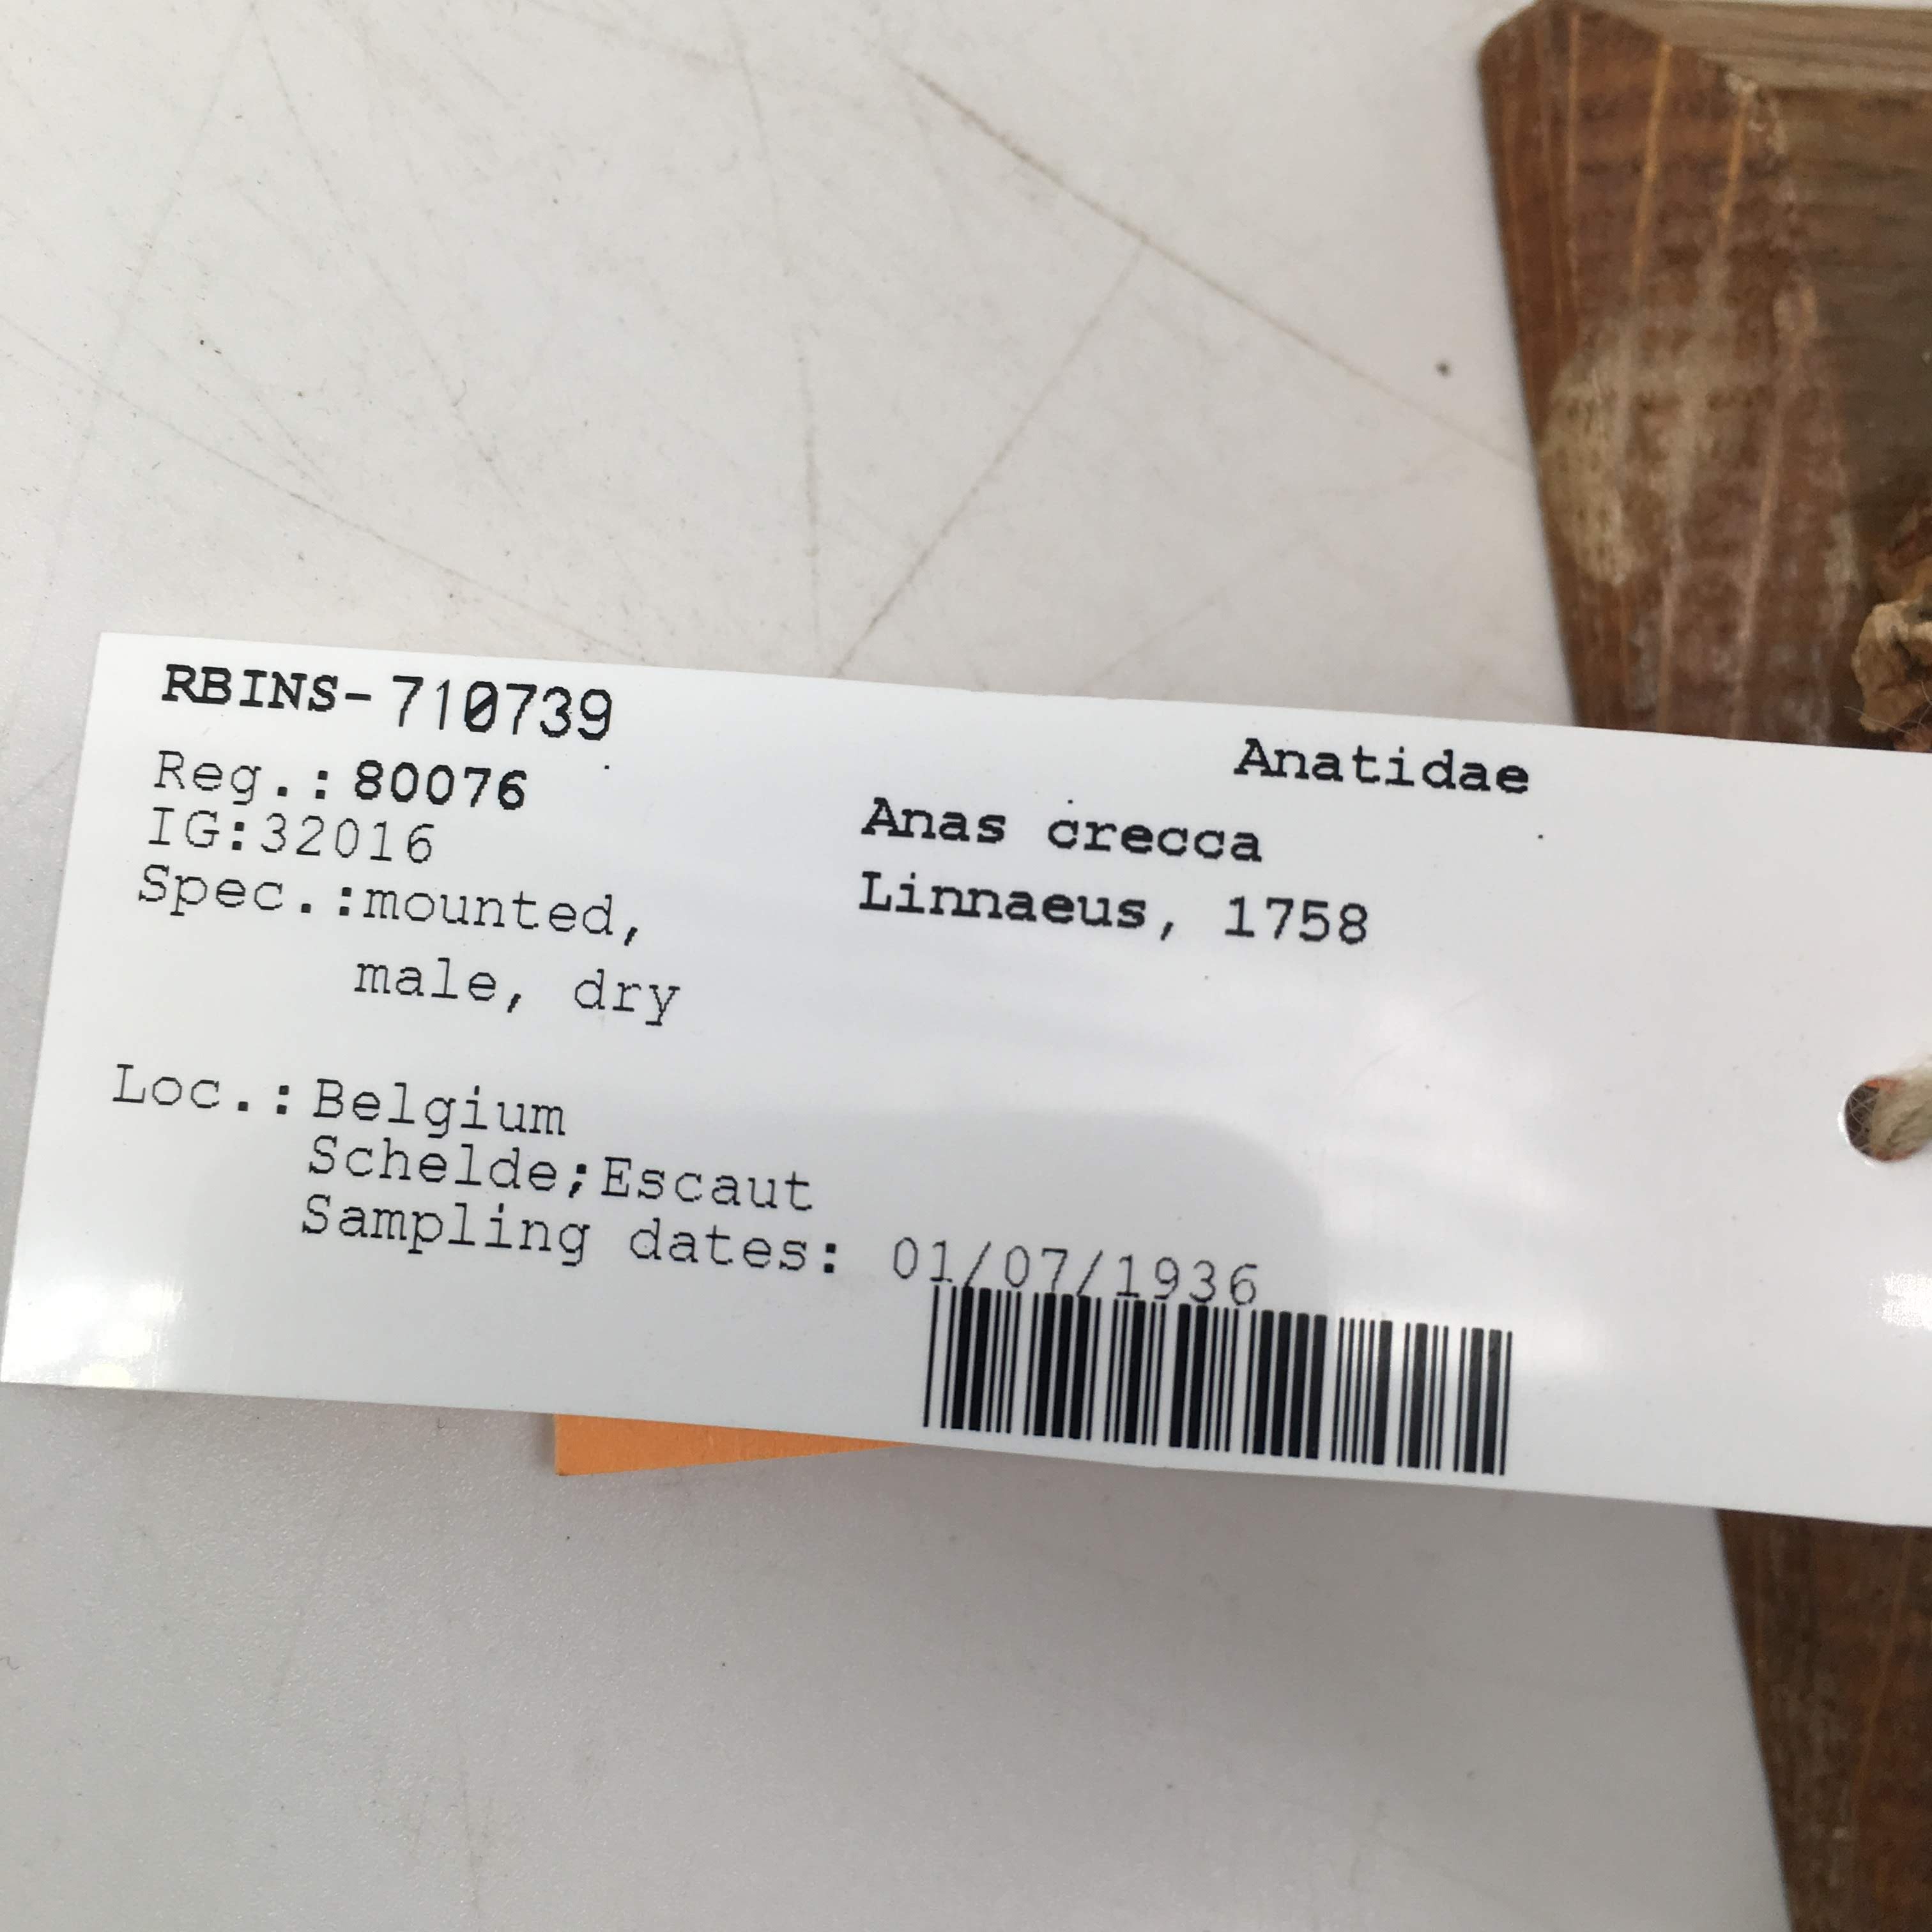 RBINS-710739
Reg.:80076
IG:32016
Spec.:mounted,
male, dry
Anatidae
Anas crecca
Linnaeus, 1758
Loc.:Belgium
Schelde;Escaut
Sampling dates: 01/07/1936